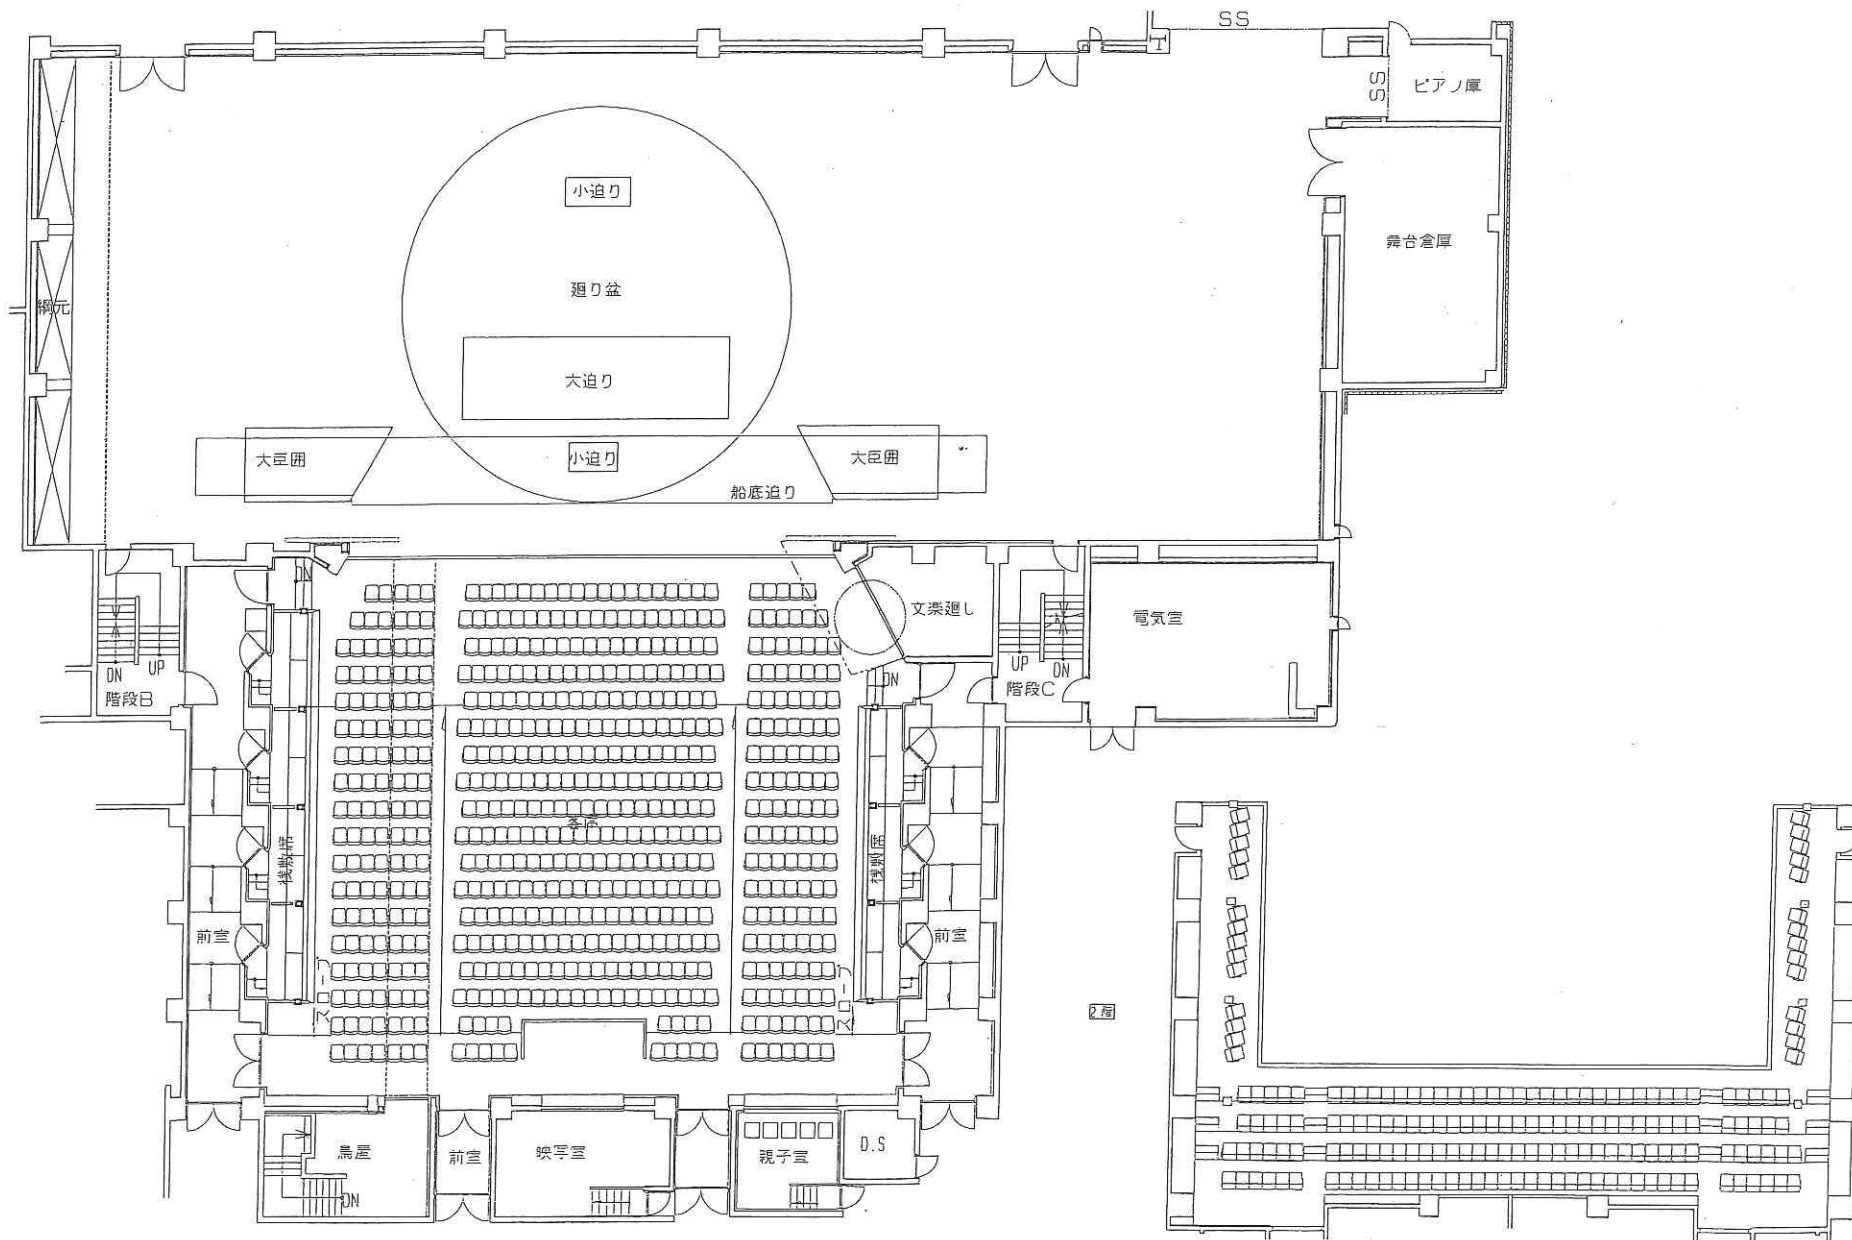 SS
SS
ピアノ庫
小迫り
舞台倉庫
廻り盆
綱元
大迫り
大臣囲
小迫り
大臣囲
船底迫り
DN
文楽廻し
電気室
DN
UP
階段B
UP
DN
階段C
DN
客席
桟敷席
桟敷席
前室
前室
スロープ
スロープ
2階
鳥屋
DN
前室
映写室
親子室
D.S